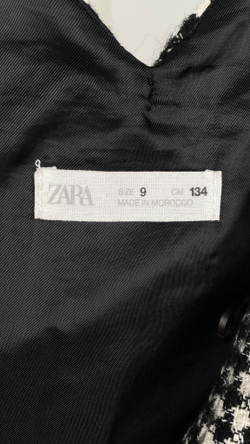 ZARA SIZE 9 CM 134
MADE IN MOROCCO